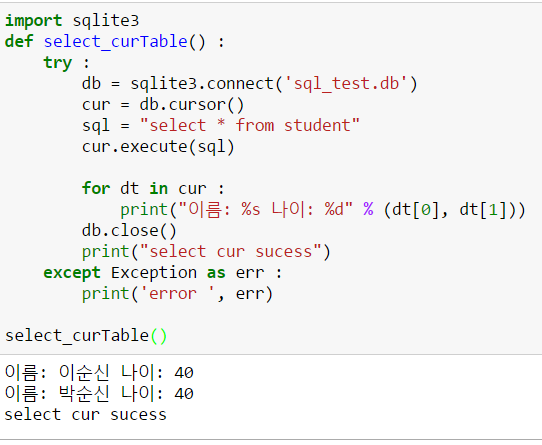 import sqlite3
def select_curTable() :
    try :
        db = sqlite3.connect('sql_test.db')
        cur = db.cursor()
        sql = "select * from student"
        cur.execute(sql)

        for dt in cur :
            print("이름: %s 나이: %d" % (dt[0], dt[1]))
        db.close()
        print("select cur sucess")
    except Exception as err :
        print('error ', err)

select_curTable()
이름: 이순신 나이: 40
이름: 박순신 나이: 40
select cur sucess